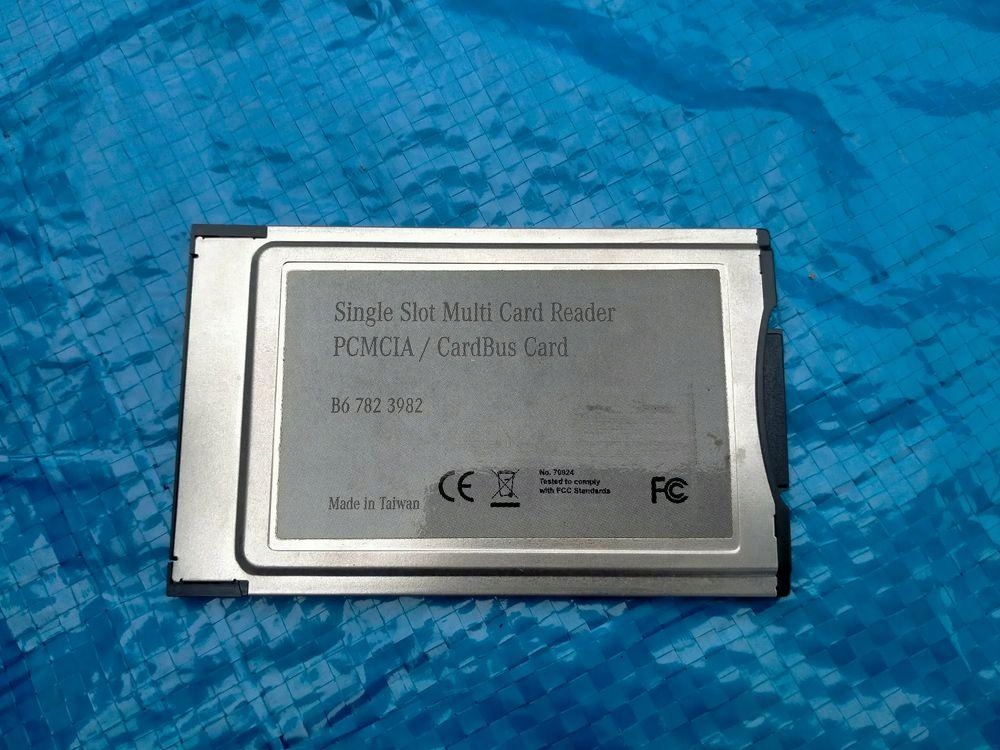 Single Slot Multi Card Reader
PCMCIA / CardBus Card
B6 782 3982
No. 70924
Tested to comply
with FCC Standards
CE
FC
Made in Taiwan